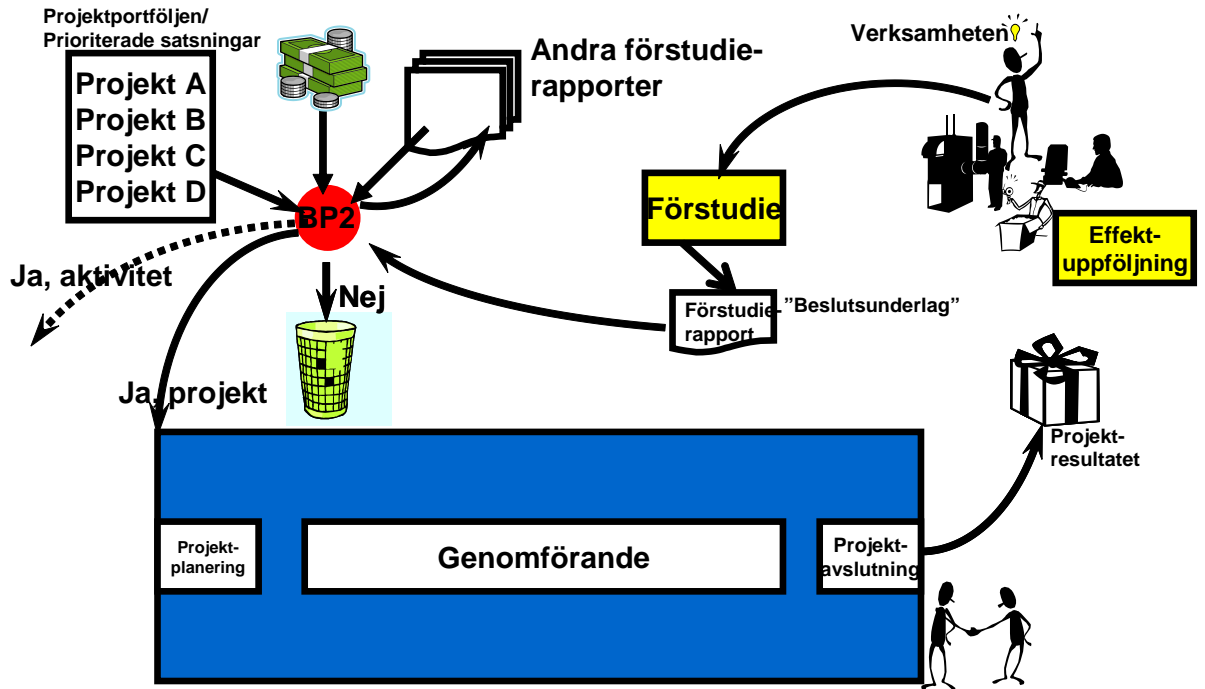 Projektportföljen/
Prioriterade satsningar
Projekt A
Projekt B
Projekt C
Projekt D
Andra förstudie-
rapporter
Verksamheten
BP2
Förstudie
Effekt-
uppföljning
Ja, aktivitet
Nej
Förstudie-
rapport
”Beslutsunderlag”
Ja, projekt
Projekt-
resultatet
Projekt-
planering
Genomförande
Projekt-
avslutning